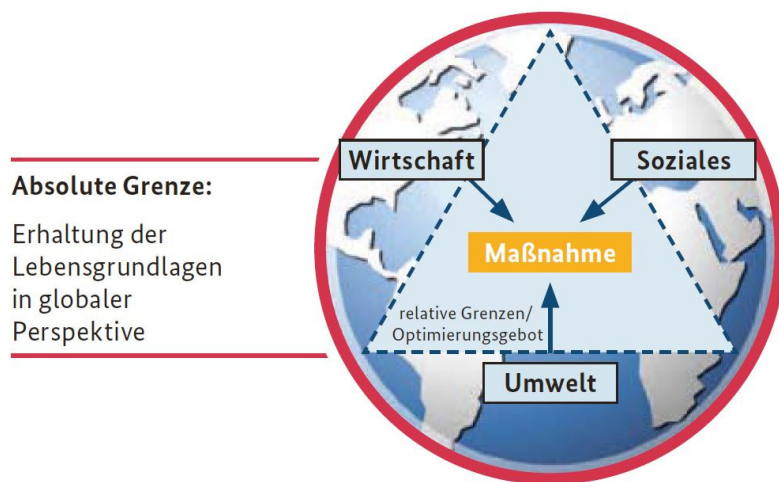 Absolute Grenze:
Erhaltung der
Lebensgrundlagen
in globaler
Perspektive
Wirtschaft
Soziales
Maßnahme
relative Grenzen/
Optimierungsgebot
Umwelt